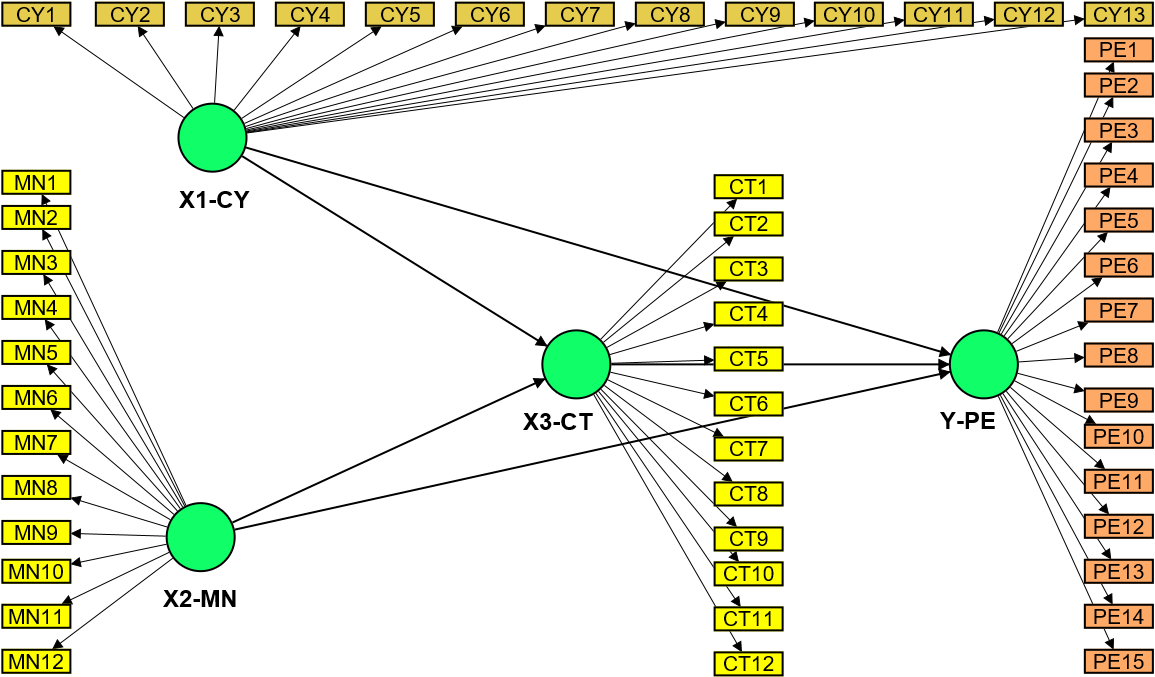 CY1
CY2
CY3
CY4
CY5
CY6
CY7
CY8
CY9
CY10
CY11
CY12
CY13
PE1
PE2
PE3
PE4
PE5
PE6
PE7
PE8
PE9
PE10
PE11
PE12
PE13
PE14
PE15
X1-CY
MN1
MN2
MN3
MN4
MN5
MN6
MN7
MN8
MN9
MN10
MN11
MN12
X2-MN
CT1
CT2
CT3
CT4
CT5
CT6
CT7
CT8
CT9
CT10
CT11
CT12
X3-CT
Y-PE